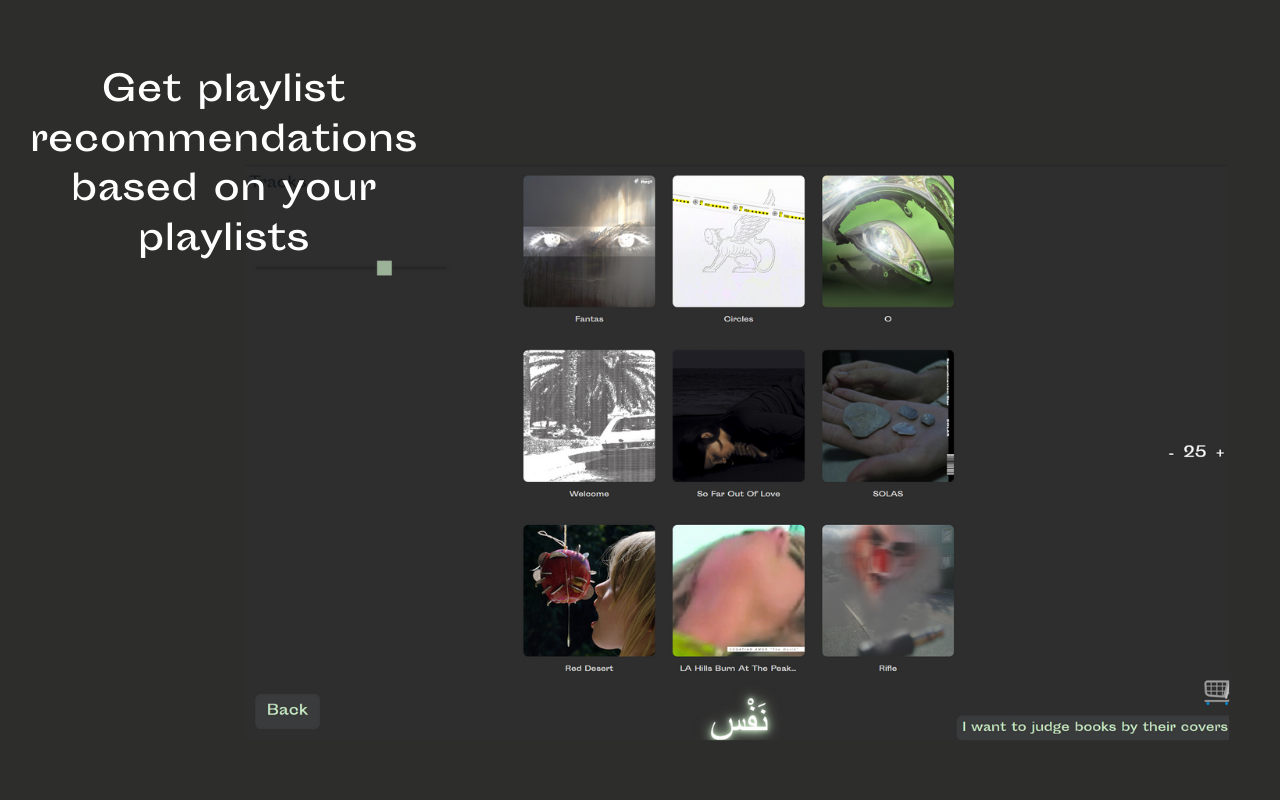 Get playlist
recommendations
based on your
playlists
Fantas
Circles
O
Welcome
So Far Out Of Love
SOLAS
- 25 +
Red Desert
LA Hills Burn At The Peak...
Rifle
Back
نَفْس
I want to judge books by their covers